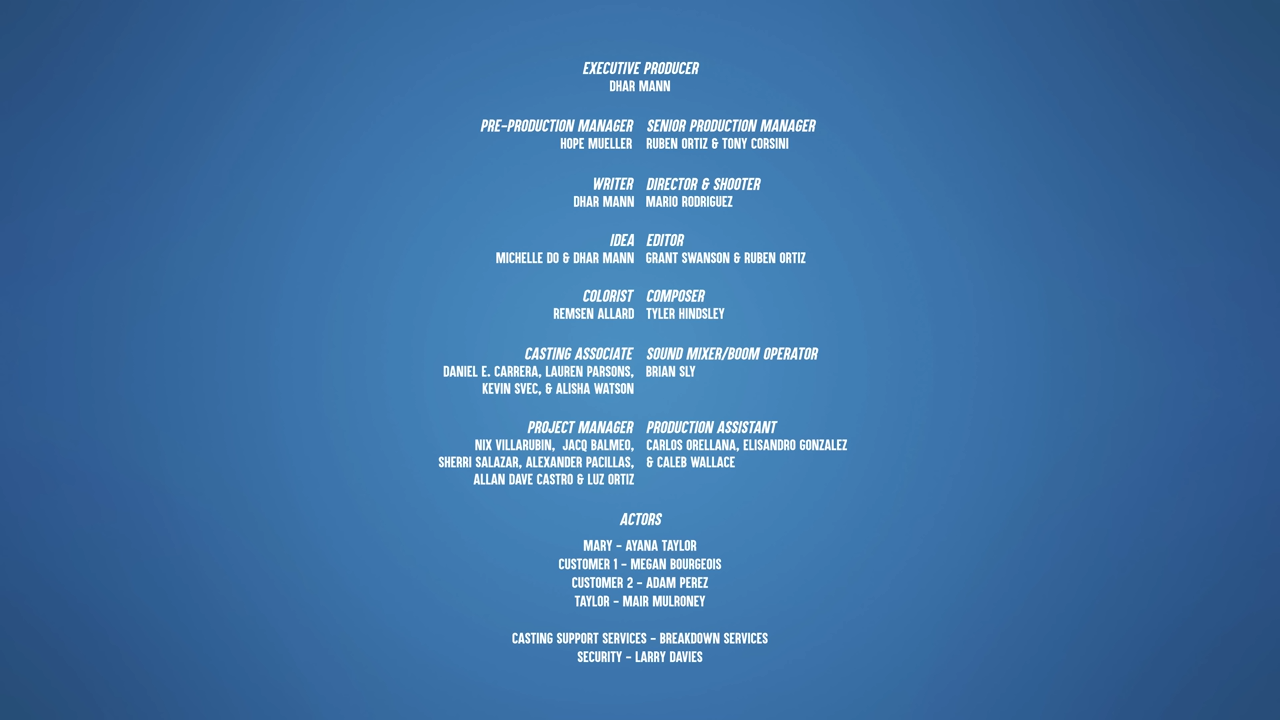 EXECUTIVE PRODUCER
DHAR MANN
PRE-PRODUCTION MANAGER
HOPE MUELLER
SENIOR PRODUCTION MANAGER
RUBEN ORTIZ & TONY CORSINI
WRITER
DHAR MANN
DIRECTOR & SHOOTER
MARIO RODRIGUEZ
IDEA
MICHELLE DO & DHAR MANN
EDITOR
GRANT SWANSON & RUBEN ORTIZ
COLORIST
REMSEN ALLARD
COMPOSER
TYLER HINDSLEY
CASTING ASSOCIATE
DANIEL E. CARRERA, LAUREN PARSONS,
KEVIN SVEC, & ALISHA WATSON
SOUND MIXER/BOOM OPERATOR
BRIAN SLY
PROJECT MANAGER
NIX VILLARUBIN, JACQ BALMEO,
SHERRI SALAZAR, ALEXANDER PACILLAS,
ALLAN DAVE CASTRO & LUZ ORTIZ
PRODUCTION ASSISTANT
CARLOS ORELLANA, ELISANDRO GONZALEZ
& CALEB WALLACE
ACTORS
MARY - AYANA TAYLOR
CUSTOMER 1 - MEGAN BOURGEOIS
CUSTOMER 2 - ADAM PEREZ
TAYLOR - MAIR MULRONEY
CASTING SUPPORT SERVICES - BREAKDOWN SERVICES
SECURITY - LARRY DAVIES